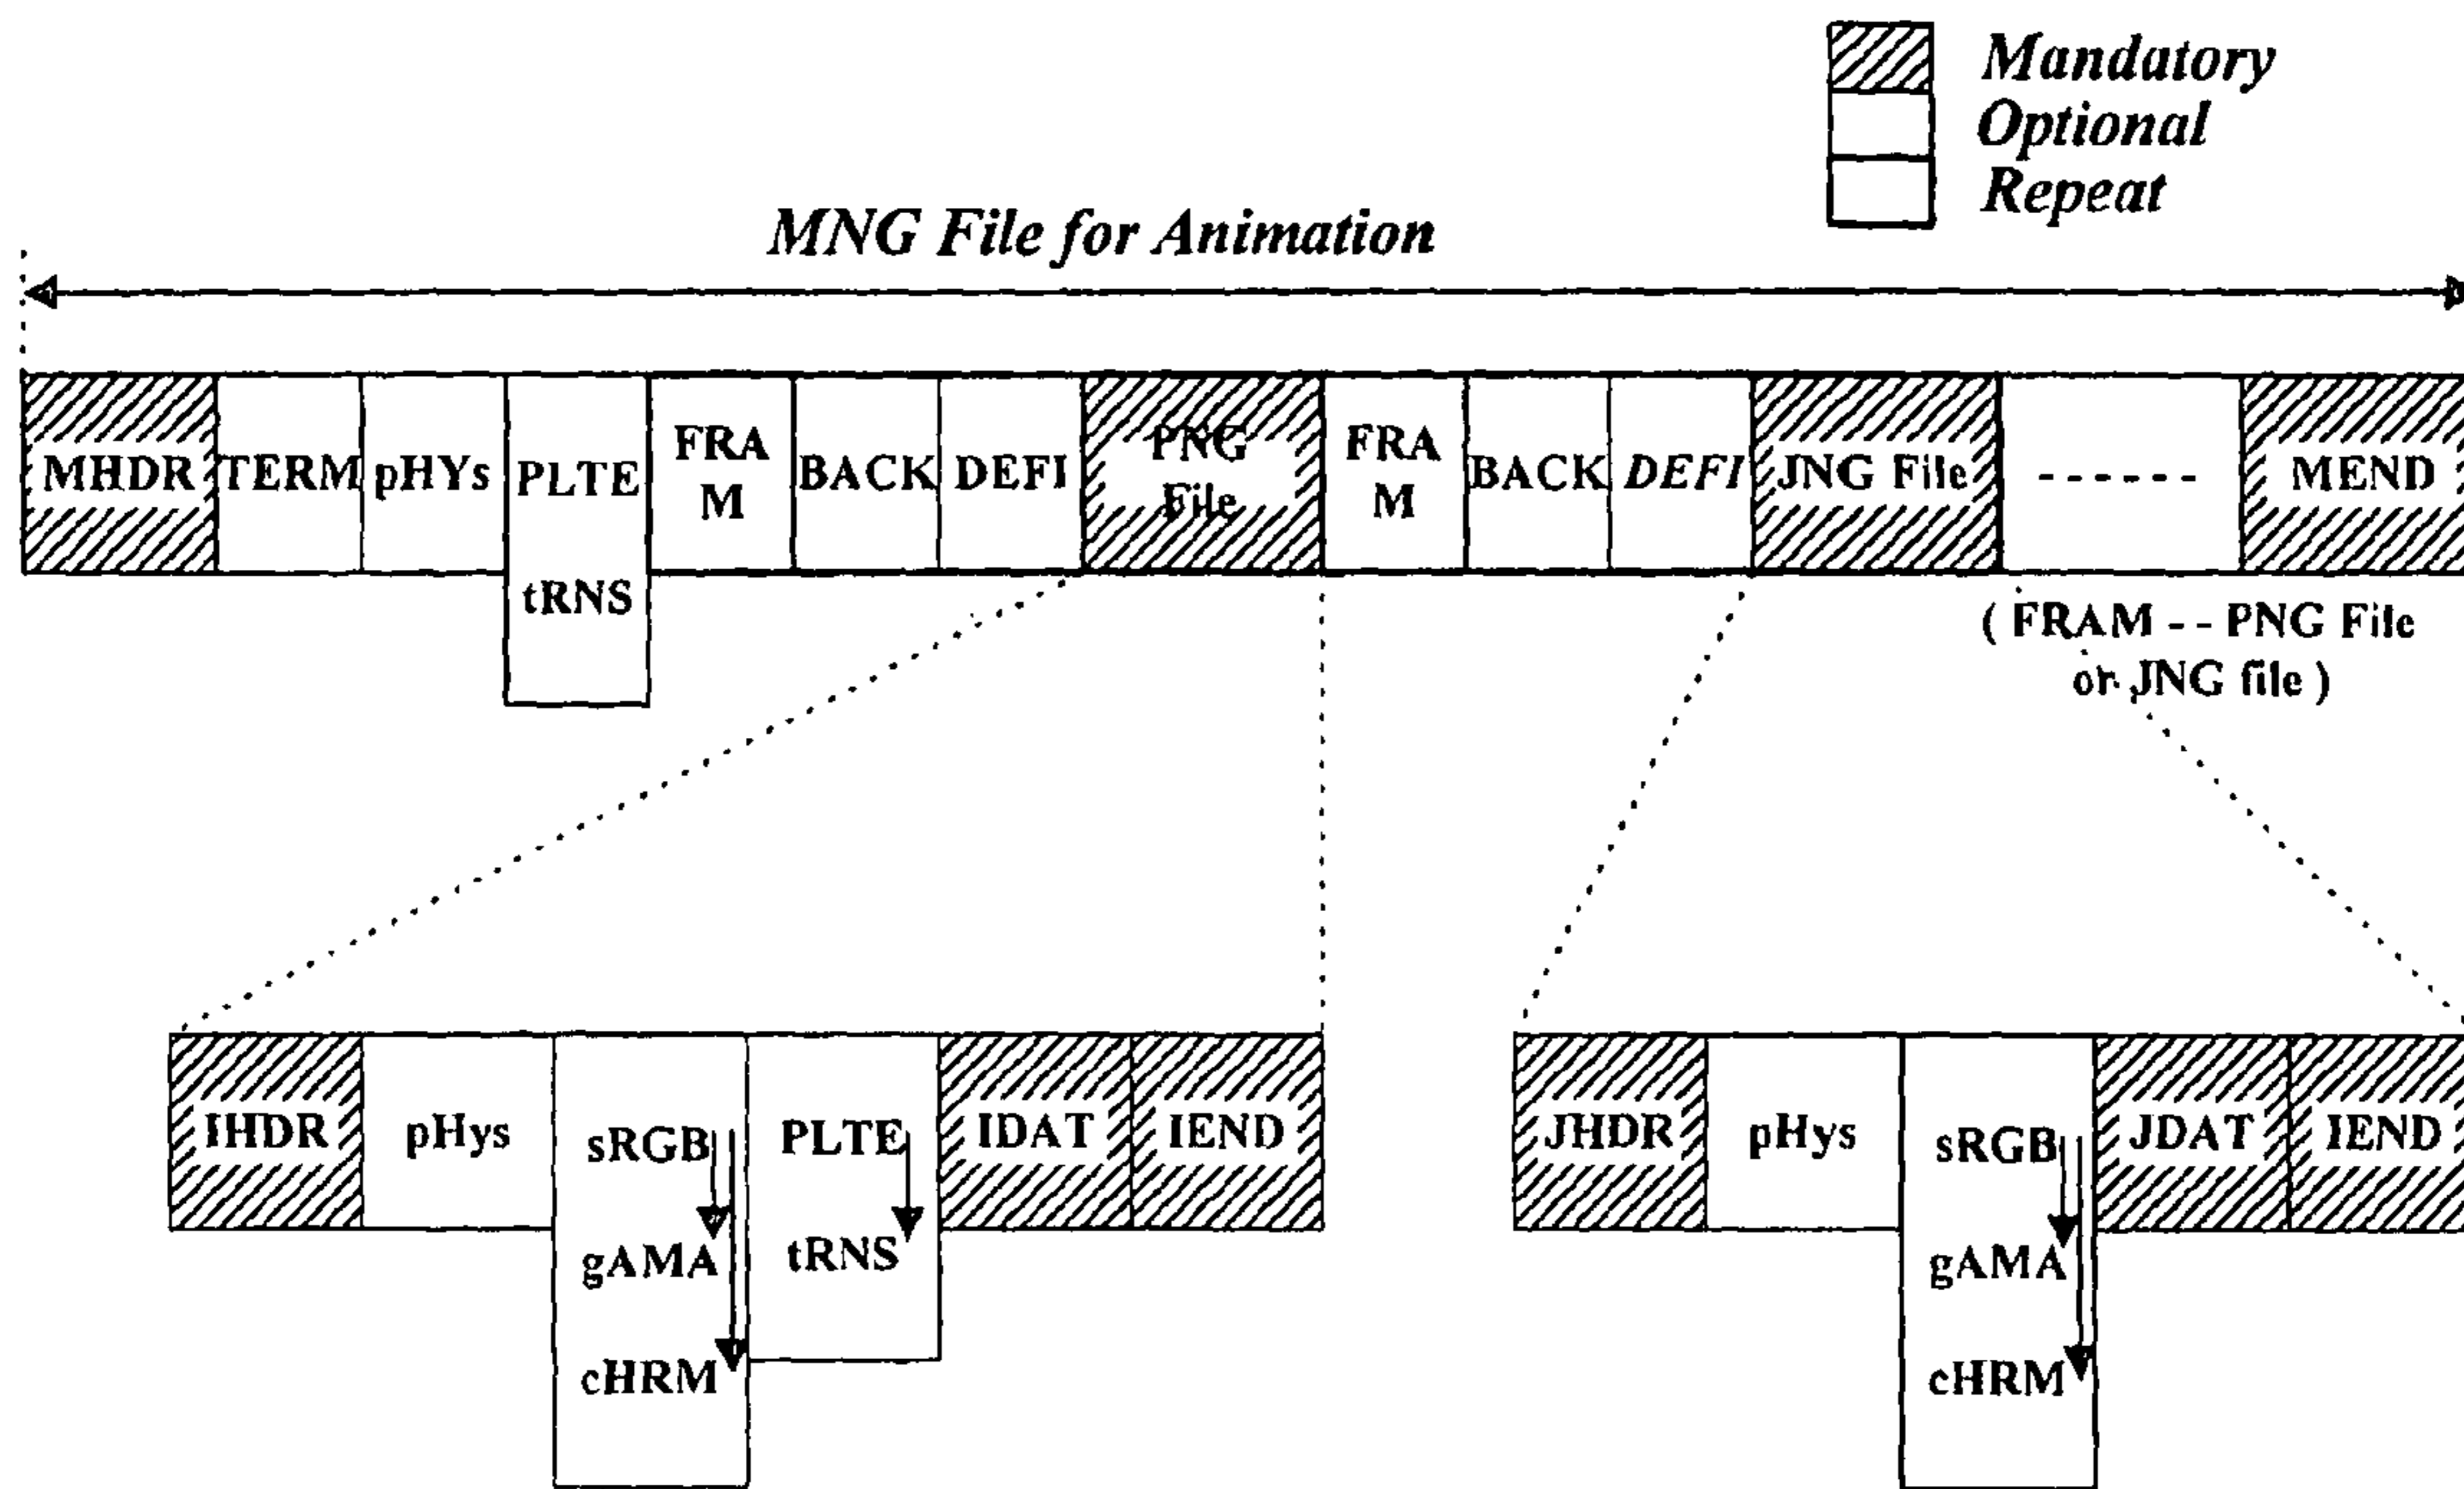 Mandatory
Optional
Repeat
MNG File for Animation
MHDR
TERM
pHYs
PLTE
tRNS
FRA
M
BACK
DEFI
PNG
File
FRA
M
BACK
DEFI
JNG File
------
MEND
( FRAM -- PNG File
or JNG file )
IHDR
pHys
sRGB
gAMA
cHRM
PLTE
tRNS
IDAT
IEND
JHDR
pHys
sRGB
gAMA
cHRM
JDAT
IEND